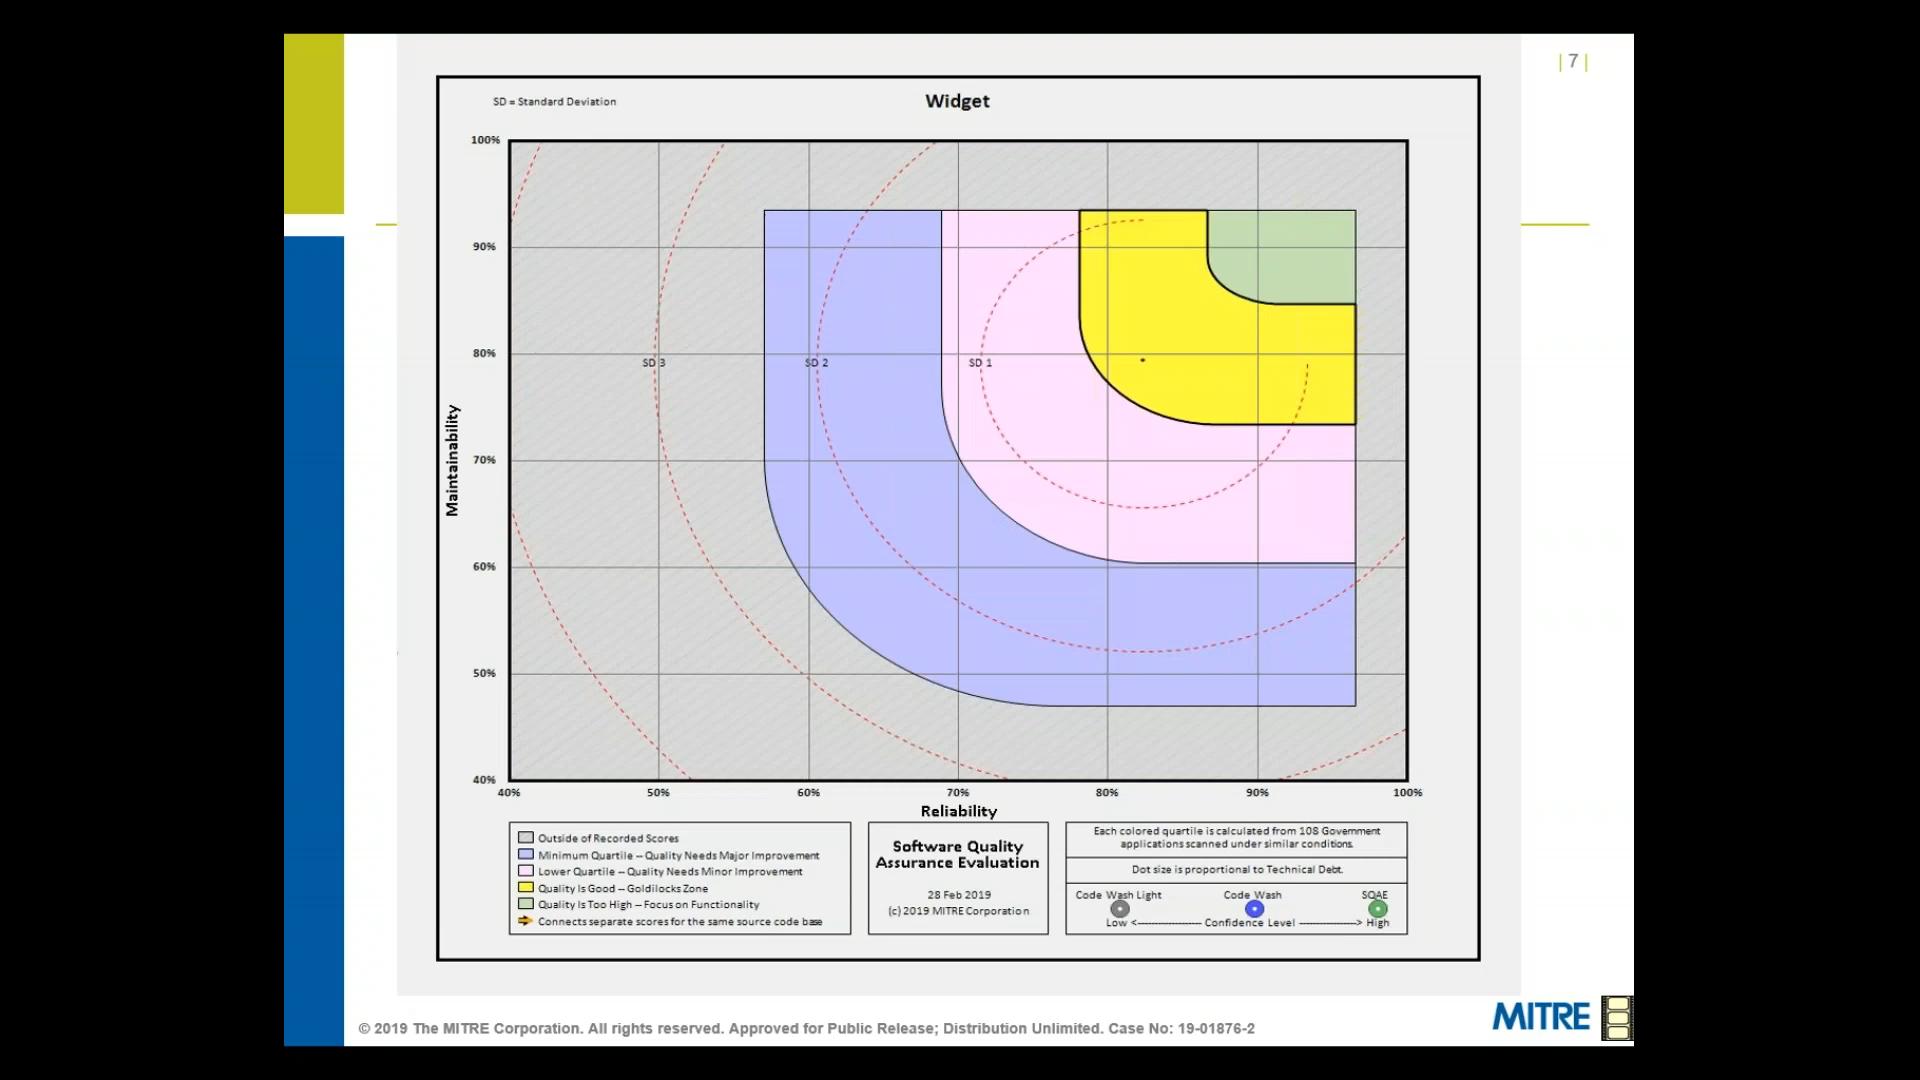 | 7 |
SD = Standard Deviation
Widget
100%
90%
80%
70%
60%
50%
40%
Maintainability
SD 3
SD 2
SD 1
40%
50%
60%
70%
80%
90%
100%
Reliability
Outside of Recorded Scores
Minimum Quartile – Quality Needs Major Improvement
Lower Quartile – Quality Needs Minor Improvement
Quality Is Good – Goldilocks Zone
Quality Is Too High – Focus on Functionality
Connects separate scores for the same source code base
Software Quality
Assurance Evaluation
28 Feb 2019
(c) 2019 MITRE Corporation
Each colored quartile is calculated from 108 Government
applications scanned under similar conditions.
Dot size is proportional to Technical Debt.
Code Wash Light Code Wash SQAE
Low <---------------- Confidence Level ----------------> High
MITRE
© 2019 The MITRE Corporation. All rights reserved. Approved for Public Release; Distribution Unlimited. Case No: 19-01876-2